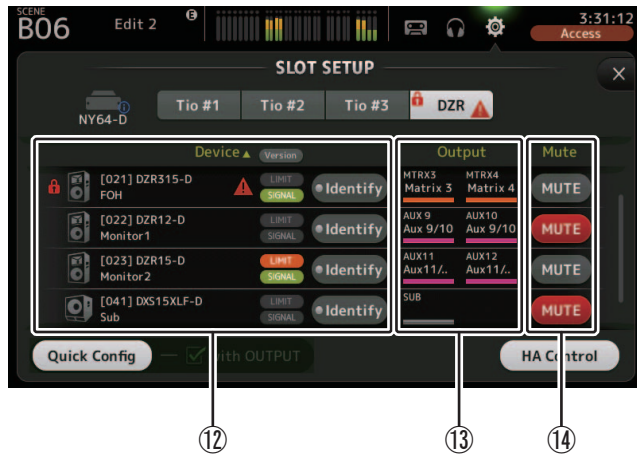 SCENE
B06 Edit 2 E 3:31:12
Access
SLOT SETUP
NY64-D Tio #1 Tio #2 Tio #3 DZR
Device Version Output Mute
[021] DZR315-D LIMIT MTRX3 MTRX4
FOH SIGNAL Identify Matrix 3 Matrix 4 MUTE
[022] DZR12-D LIMIT AUX 9 AUX10
Monitor1 SIGNAL Identify Aux 9/10 Aux 9/10 MUTE
[023] DZR15-D LIMIT AUX11 AUX12
Monitor2 SIGNAL Identify Aux11/.. Aux11/.. MUTE
[041] DXS15XLF-D LIMIT SUB
Sub SIGNAL Identify MUTE
Quick Config with OUTPUT HA Control
⑫ ⑬ ⑭